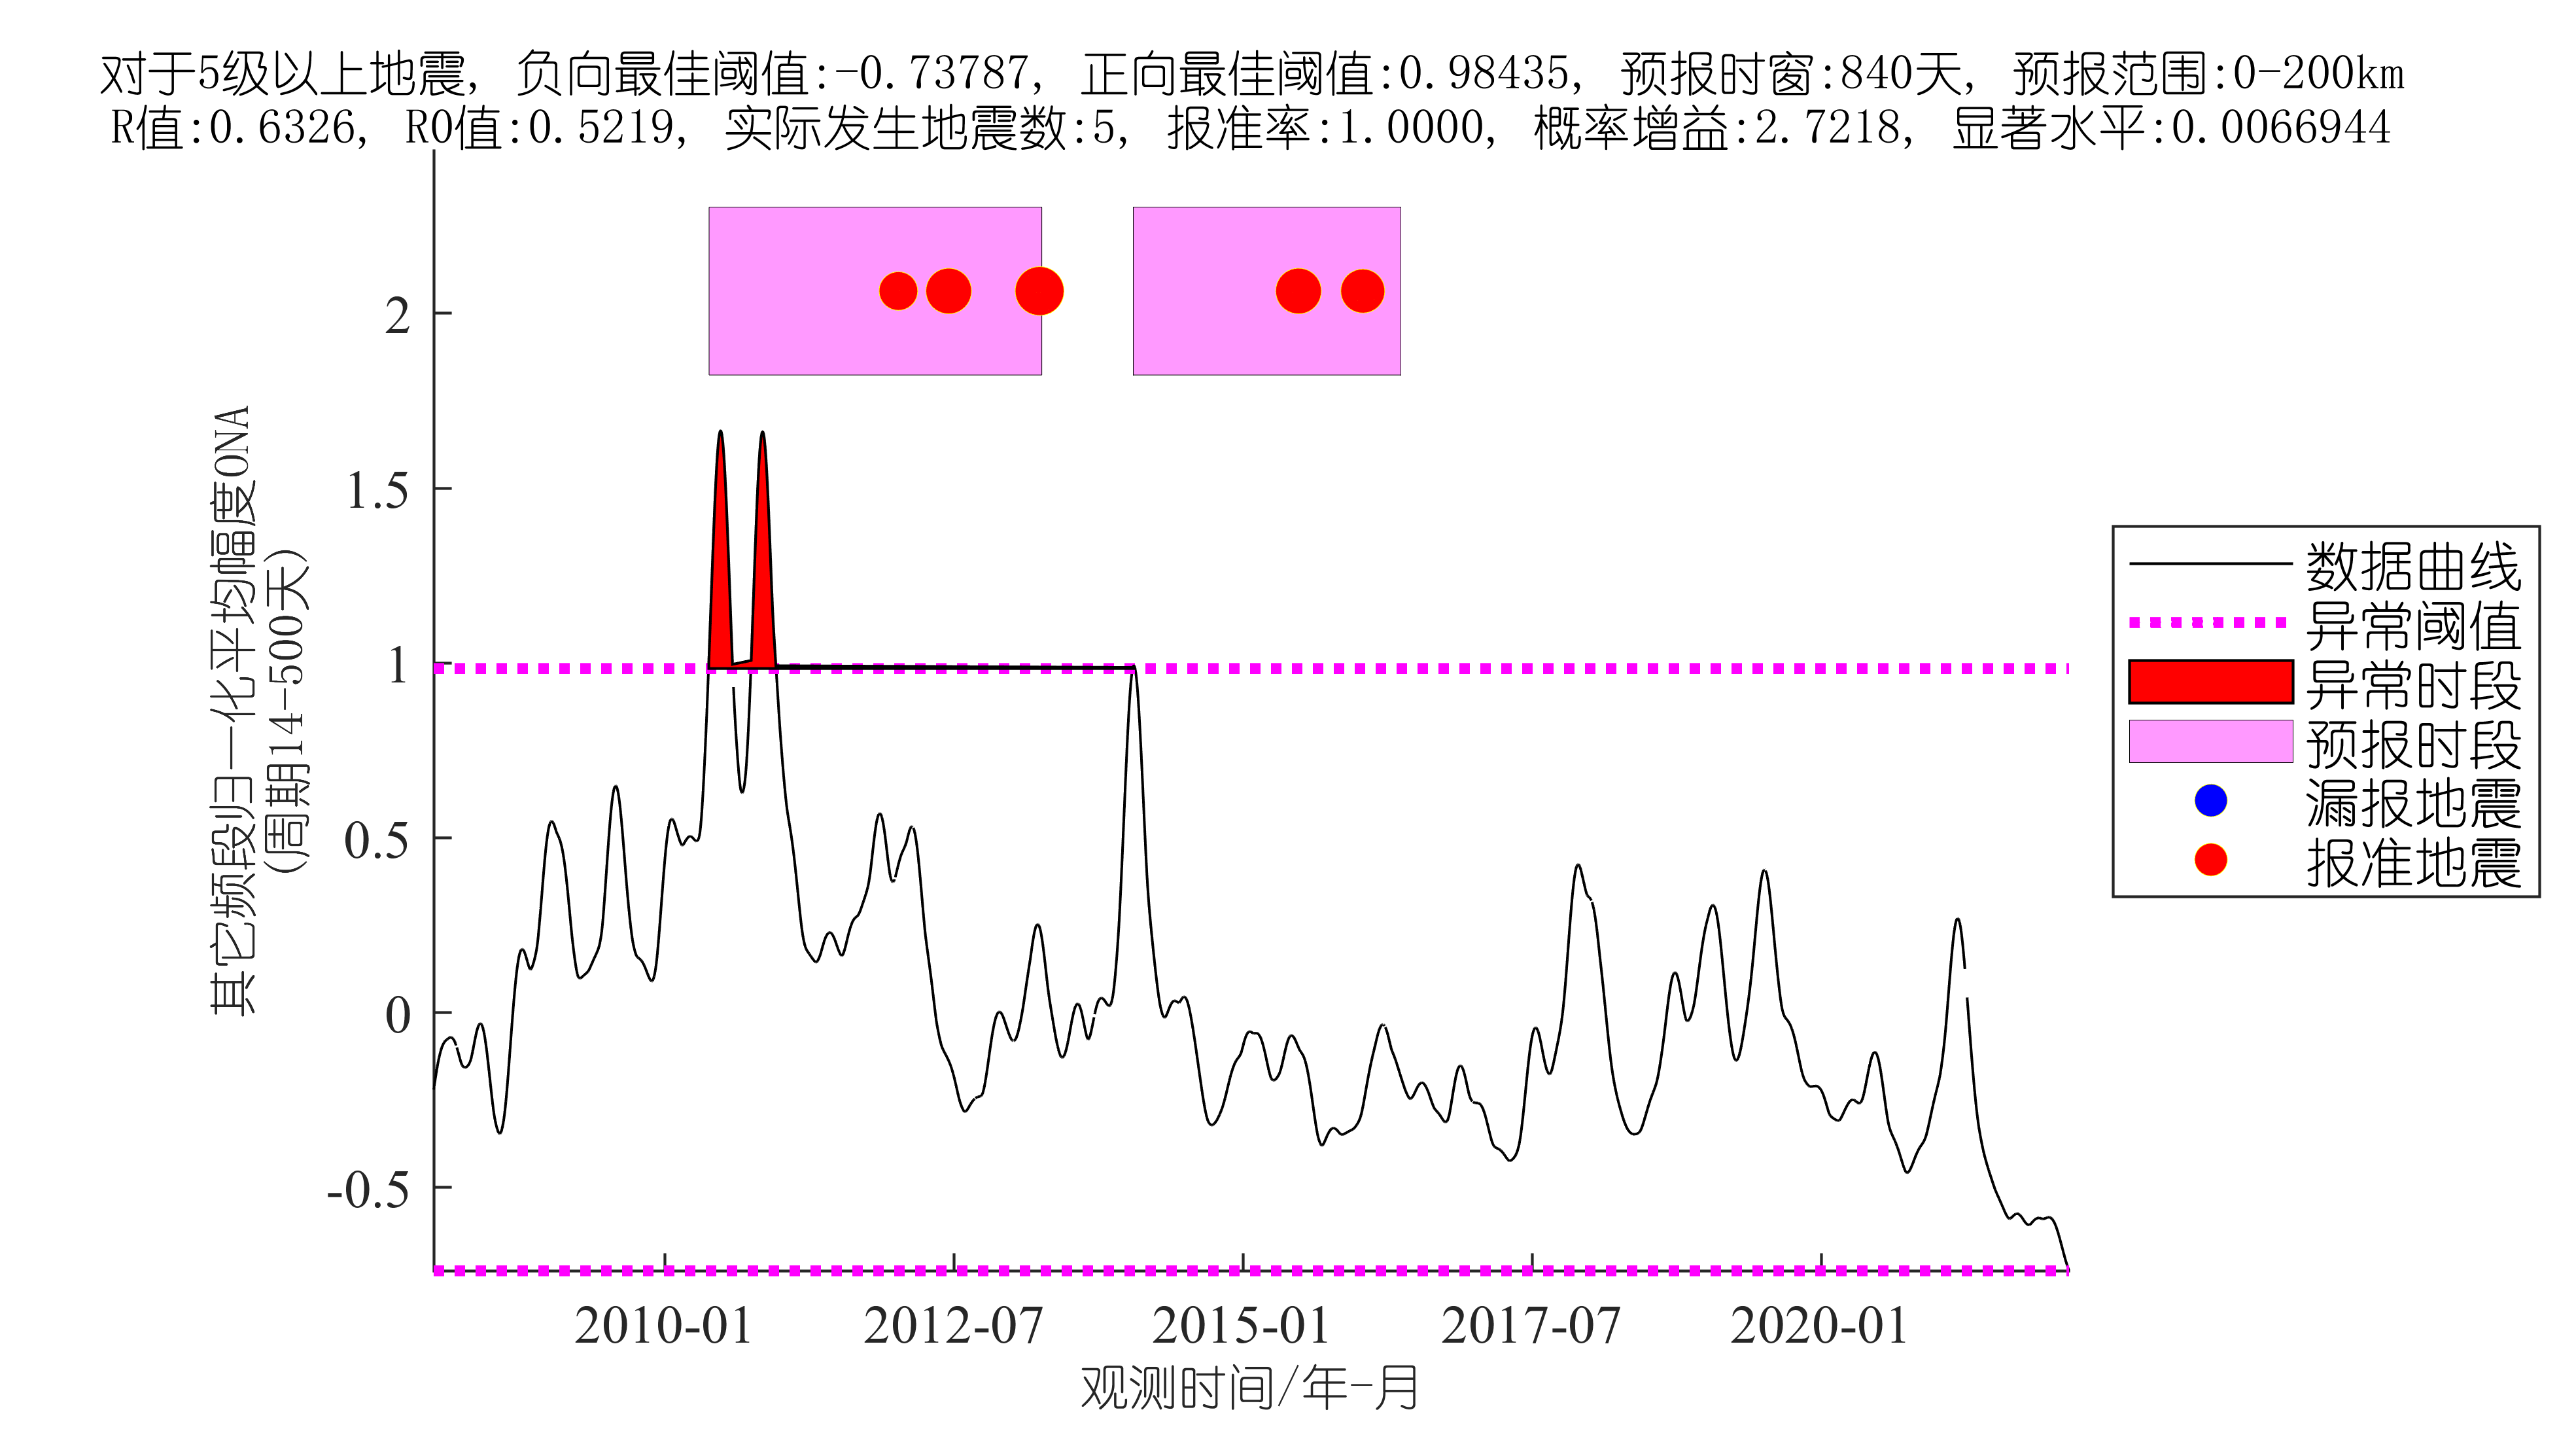 对于5级以上地震, 负向最佳阈值:-0.73787, 正向最佳阈值:0.98435, 预报时窗:840天, 预报范围:0-200km
R值:0.6326, R0值:0.5219, 实际发生地震数:5, 报准率:1.0000, 概率增益:2.7218, 显著水平:0.0066944
其它频段归一化平均幅度ONA
(周期14-500天)
2
1.5
1
0.5
0
-0.5
2010-01
2012-07
2015-01
2017-07
2020-01
观测时间/年-月
数据曲线
异常阈值
异常时段
预报时段
漏报地震
报准地震